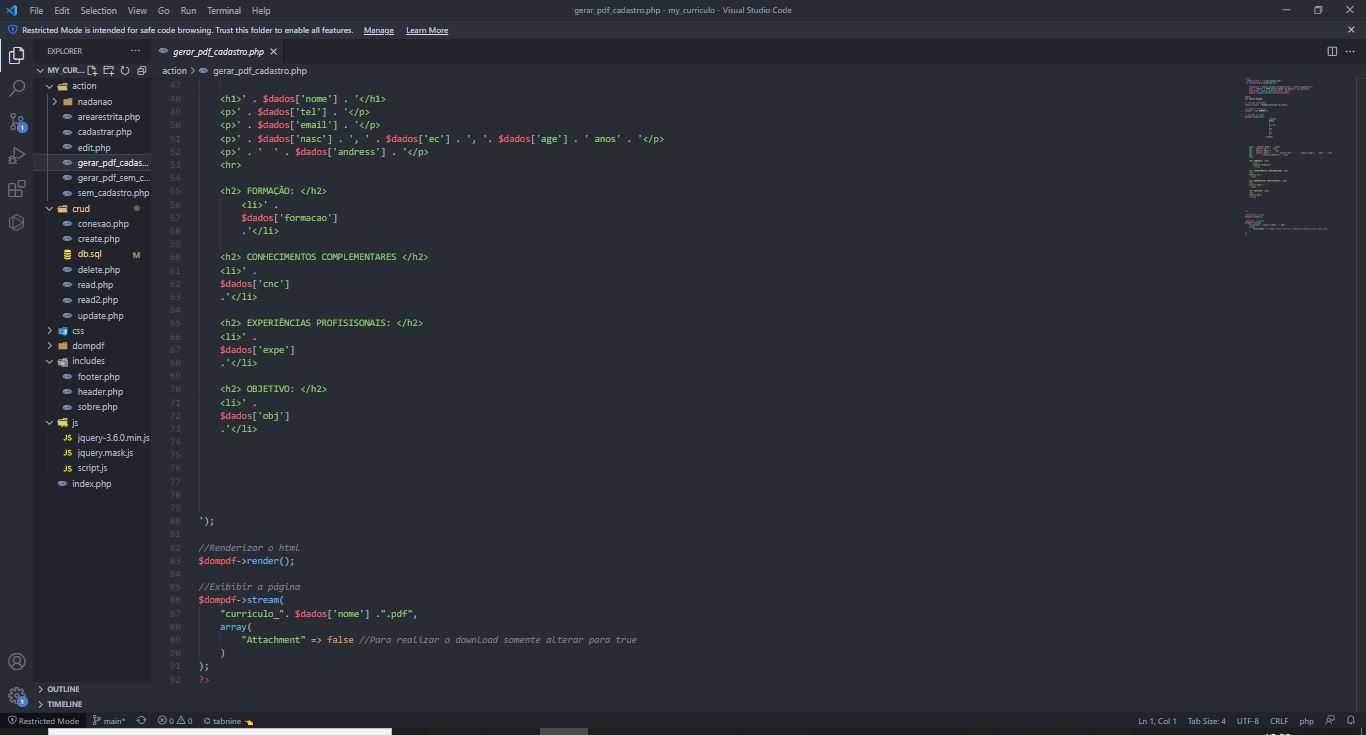 File Edit Selection View Go Run Terminal Help
gerar_pdf_cadastro.php - my_curriculo - Visual Studio Code
Restricted Mode is intended for safe code browsing. Trust this folder to enable all features. Manage Learn More
EXPLORER
MY CUR...
action
nadanao
arearestrita.php
cadastrar.php
edit.php
gerar_pdf_cadas...
gerar_pdf_sem_c...
sem_cadastro.php
crud
conexao.php
create.php
db.sql M
delete.php
read.php
read2.php
update.php
css
dompdf
includes
footer.php
header.php
sobre.php
js
JS jquery-3.6.0.min.js
JS jquery.mask.js
JS script.js
index.php
OUTLINE
TIMELINE
gerar_pdf_cadastro.php
action > gerar_pdf_cadastro.php
47
48 <h1>' . $dados['nome'] . '</h1>
49 <p>' . $dados['tel'] . '</p>
50 <p>' . $dados['email'] . '</p>
51 <p>' . $dados['nasc'] . ', ' . $dados['ec'] . ', '. $dados['age'] . ' anos' . '</p>
52 <p>' . '  ' . $dados['andress'] . '</p>
53 <hr>
54
55 <h2> FORMAÇÃO: </h2>
56 <li>' .
57 $dados['formacao']
58 .'</li>
59
60 <h2> CONHECIMENTOS COMPLEMENTARES </h2>
61 <li>' .
62 $dados['cnc']
63 .'</li>
64
65 <h2> EXPERIÊNCIAS PROFISISONAIS: </h2>
66 <li>' .
67 $dados['expe']
68 .'</li>
69
70 <h2> OBJETIVO: </h2>
71 <li>' .
72 $dados['obj']
73 .'</li>
74
75
76
77
78
79
80 ');
81
82 //Renderizar o html
83 $dompdf->render();
84
85 //Exibibir a página
86 $dompdf->stream(
87 "curriculo_". $dados['nome'] .".pdf",
88 array(
89 "Attachment" => false //Para realizar o download somente alterar para true
90 )
91 );
92 ?>
Restricted Mode main* 0 0 tabnine Ln 1, Col 1 Tab Size: 4 UTF-8 CRLF php